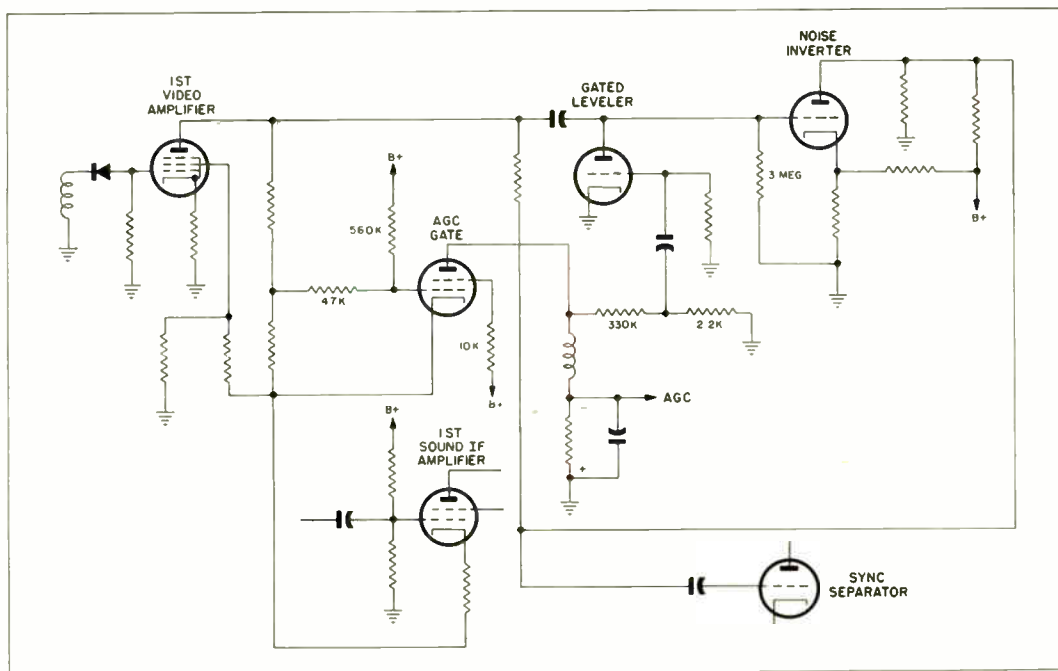 NOISE
INVERTER
1ST
VIDEO
AMPLIFIER
GATED
LEVELER
B+
3 MEG
560K
AGC
GATE
B+
47K
10K
330K
2.2K
B+
B+
AGC
1ST
SOUND IF
AMPLIFIER
+
SYNC
SEPARATOR